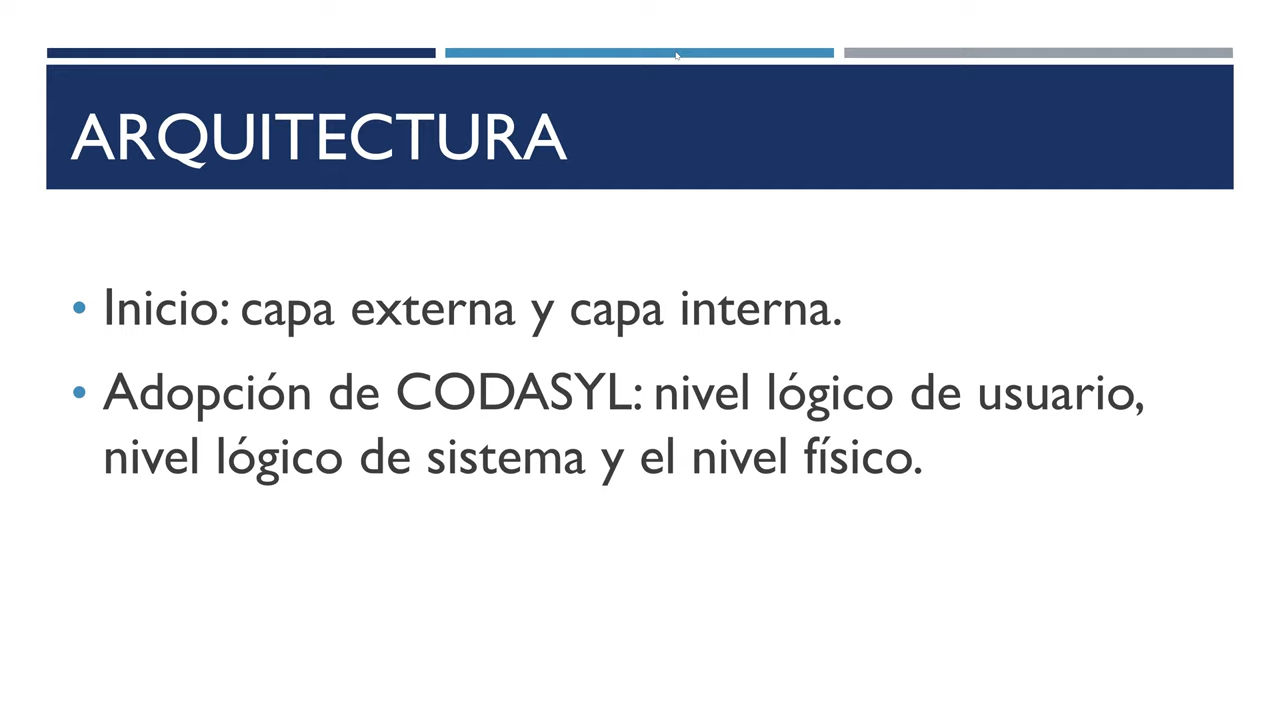 ARQUITECTURA
• Inicio: capa externa y capa interna.
• Adopción de CODASYL: nivel lógico de usuario,
nivel lógico de sistema y el nivel físico.